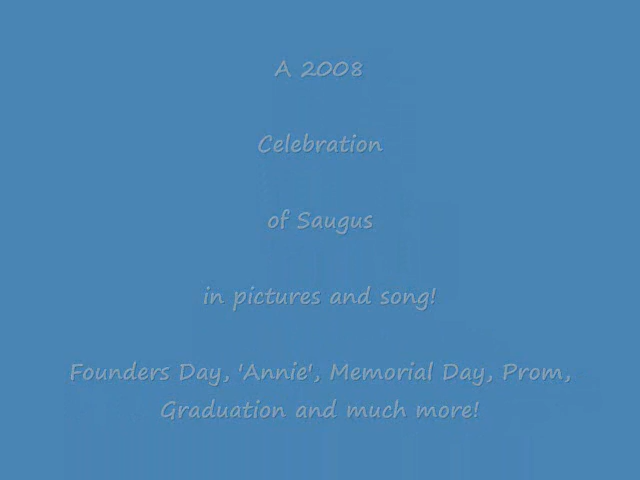 A 2008
Celebration
of Saugus
in pictures and song!
Founders Day, 'Annie', Memorial Day, Prom,
Graduation and much more!